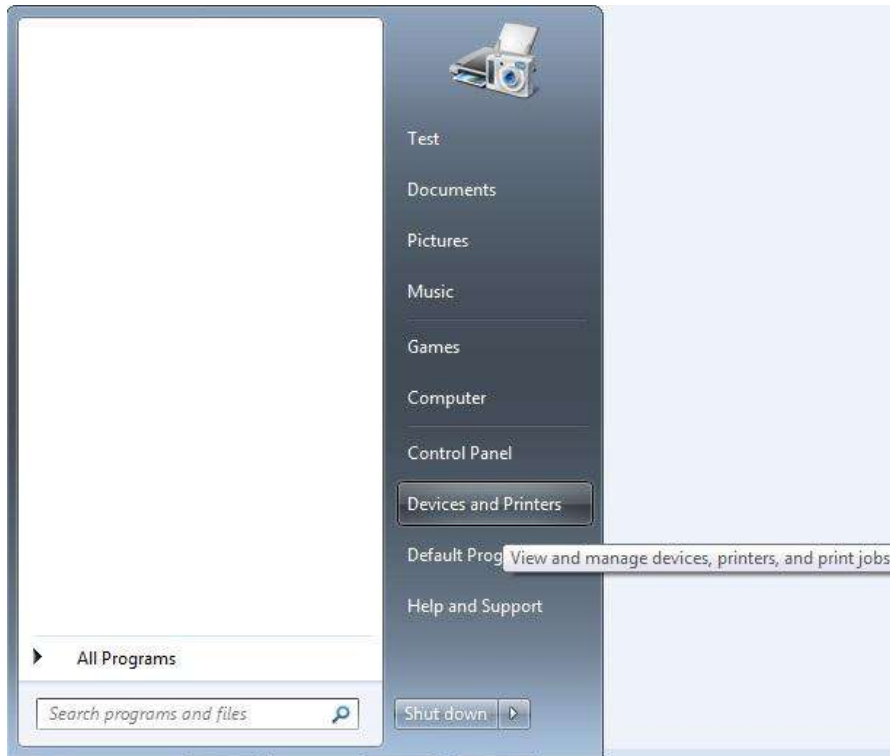 Test
Documents
Pictures
Music
Games
Computer
Control Panel
Devices and Printers
Default Prog
View and manage devices, printers, and print jobs
Help and Support
All Programs
Search programs and files
Shut down